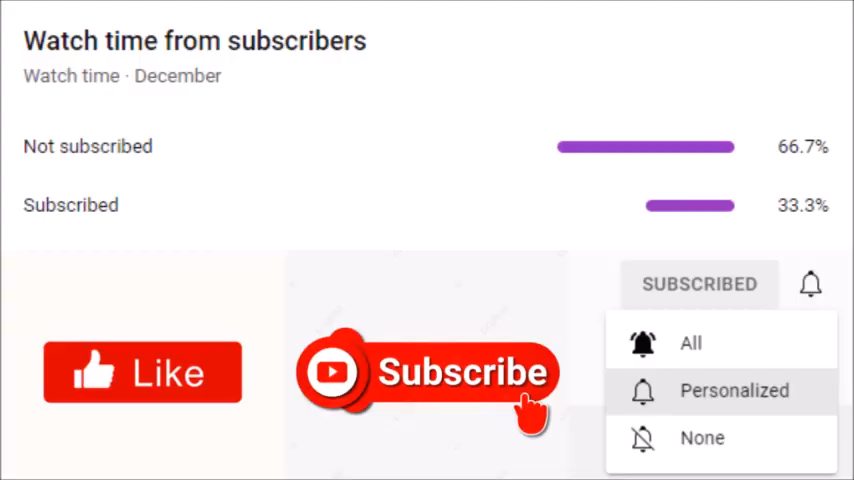 Watch time from subscribers
Watch time · December
Not subscribed 66.7%
Subscribed 33.3%
SUBSCRIBED
All
Like
Subscribe
Personalized
None